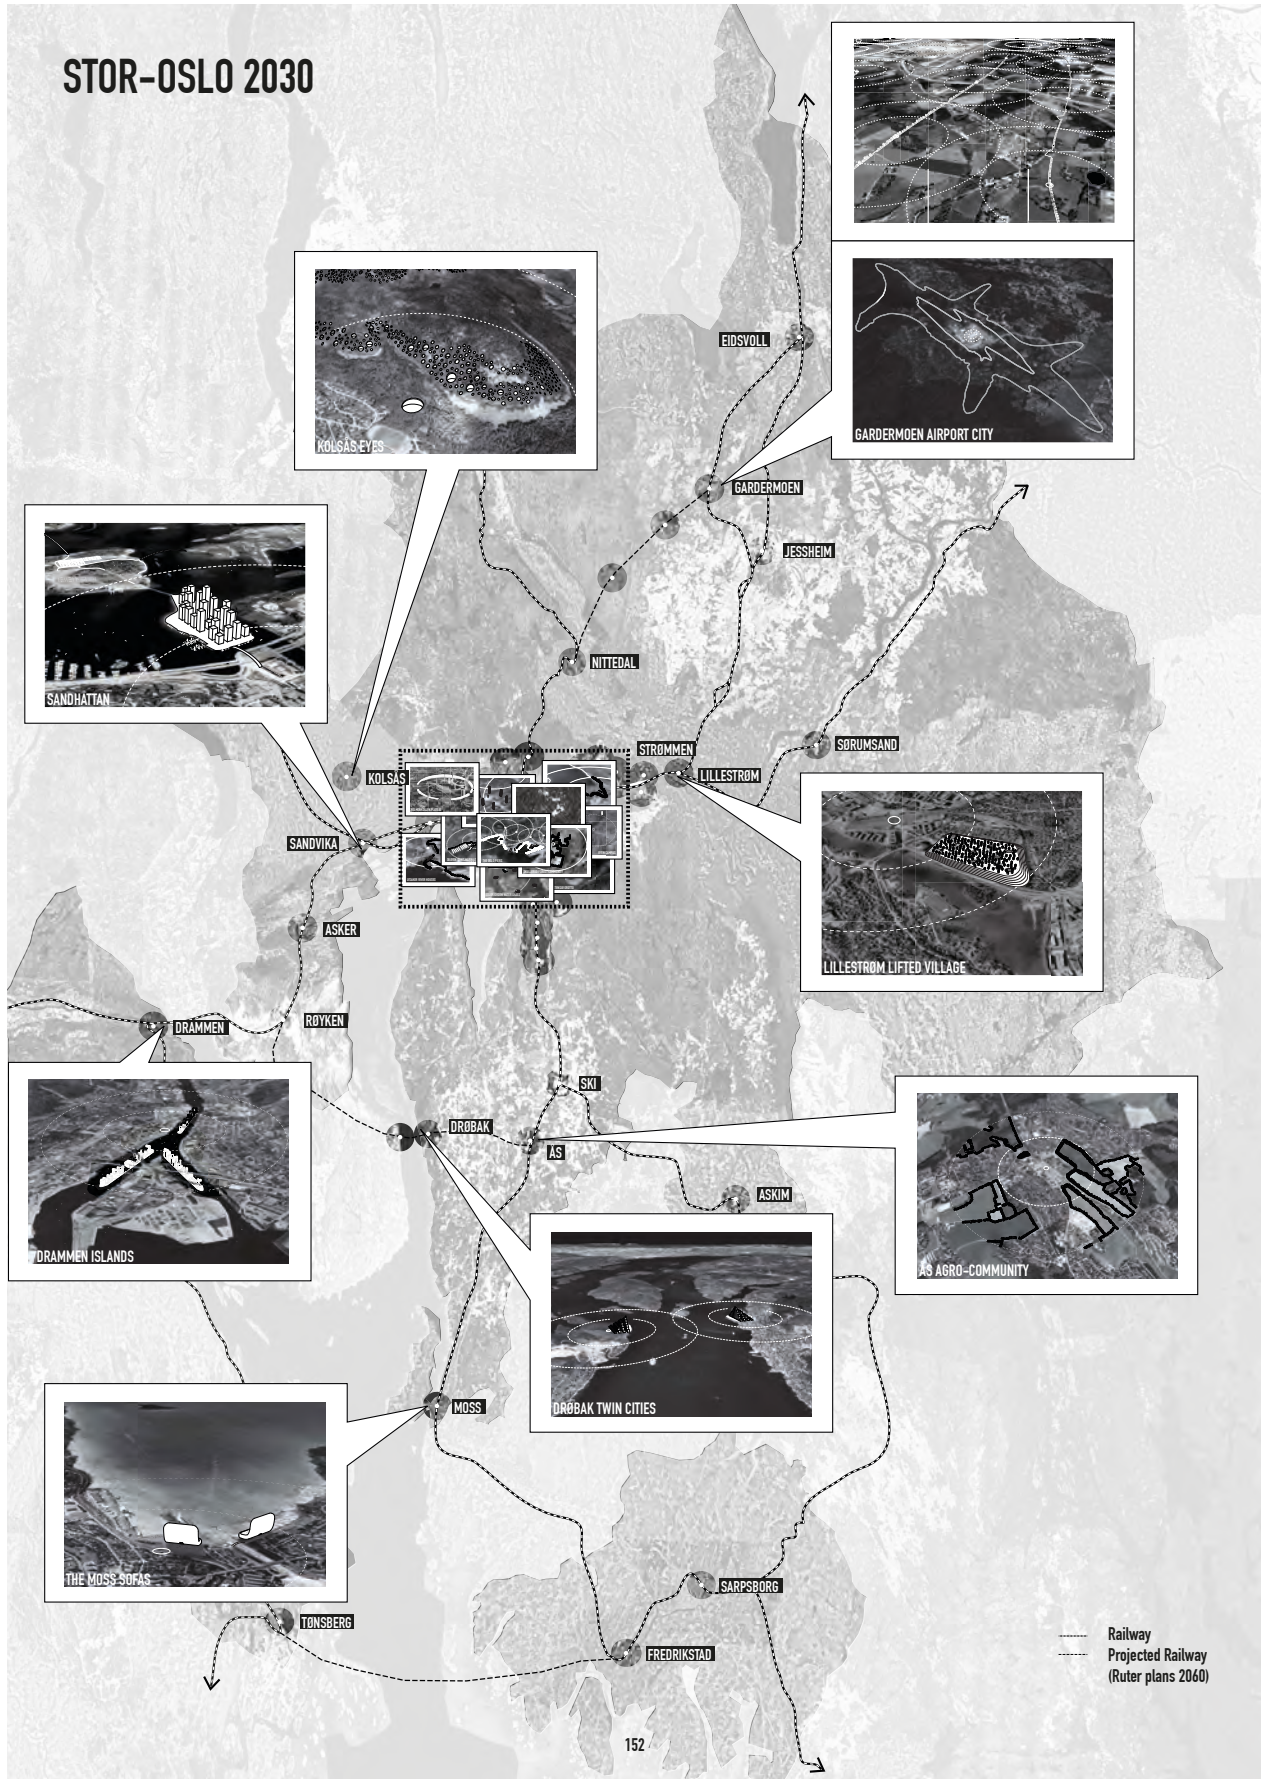 STOR-OSLO 2030
EIDSVOLL
KOLSÅS EYES
GARDERMOEN AIRPORT CITY
GARDERMOEN
JESSHEIM
NITTEDAL
SANDHATTAN
STRØMMEN
SØRUMSAND
KOLSÅS
LILLESTRØM
SANDVIKA
ASKER
LILLESTRØM LIFTED VILLAGE
RØYKEN
DRAMMEN
SKI
DRØBAK
ÅS
ASKIM
DRAMMEN ISLANDS
ÅS AGRO-COMMUNITY
MOSS
DRØBAK TWIN CITIES
THE MOSS SOFAS
SARPSBORG
TØNSBERG
FREDRIKSTAD
Railway
Projected Railway
(Ruter plans 2060)
152